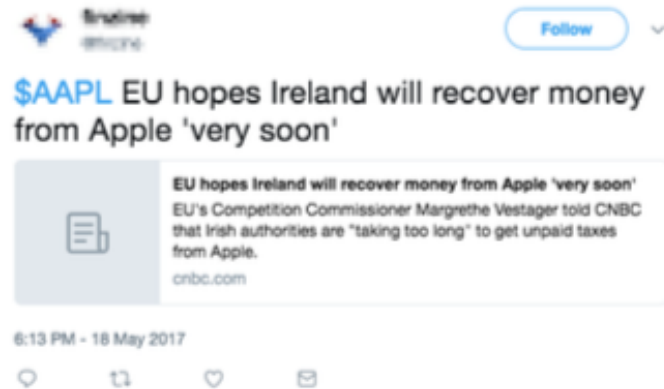 Follow
$AAPL EU hopes Ireland will recover money
from Apple 'very soon'
EU hopes Ireland will recover money from Apple 'very soon'
EU's Competition Commissioner Margrethe Vestager told CNBC
that Irish authorities are "taking too long" to get unpaid taxes
from Apple.
cnbc.com
6:13 PM - 18 May 2017